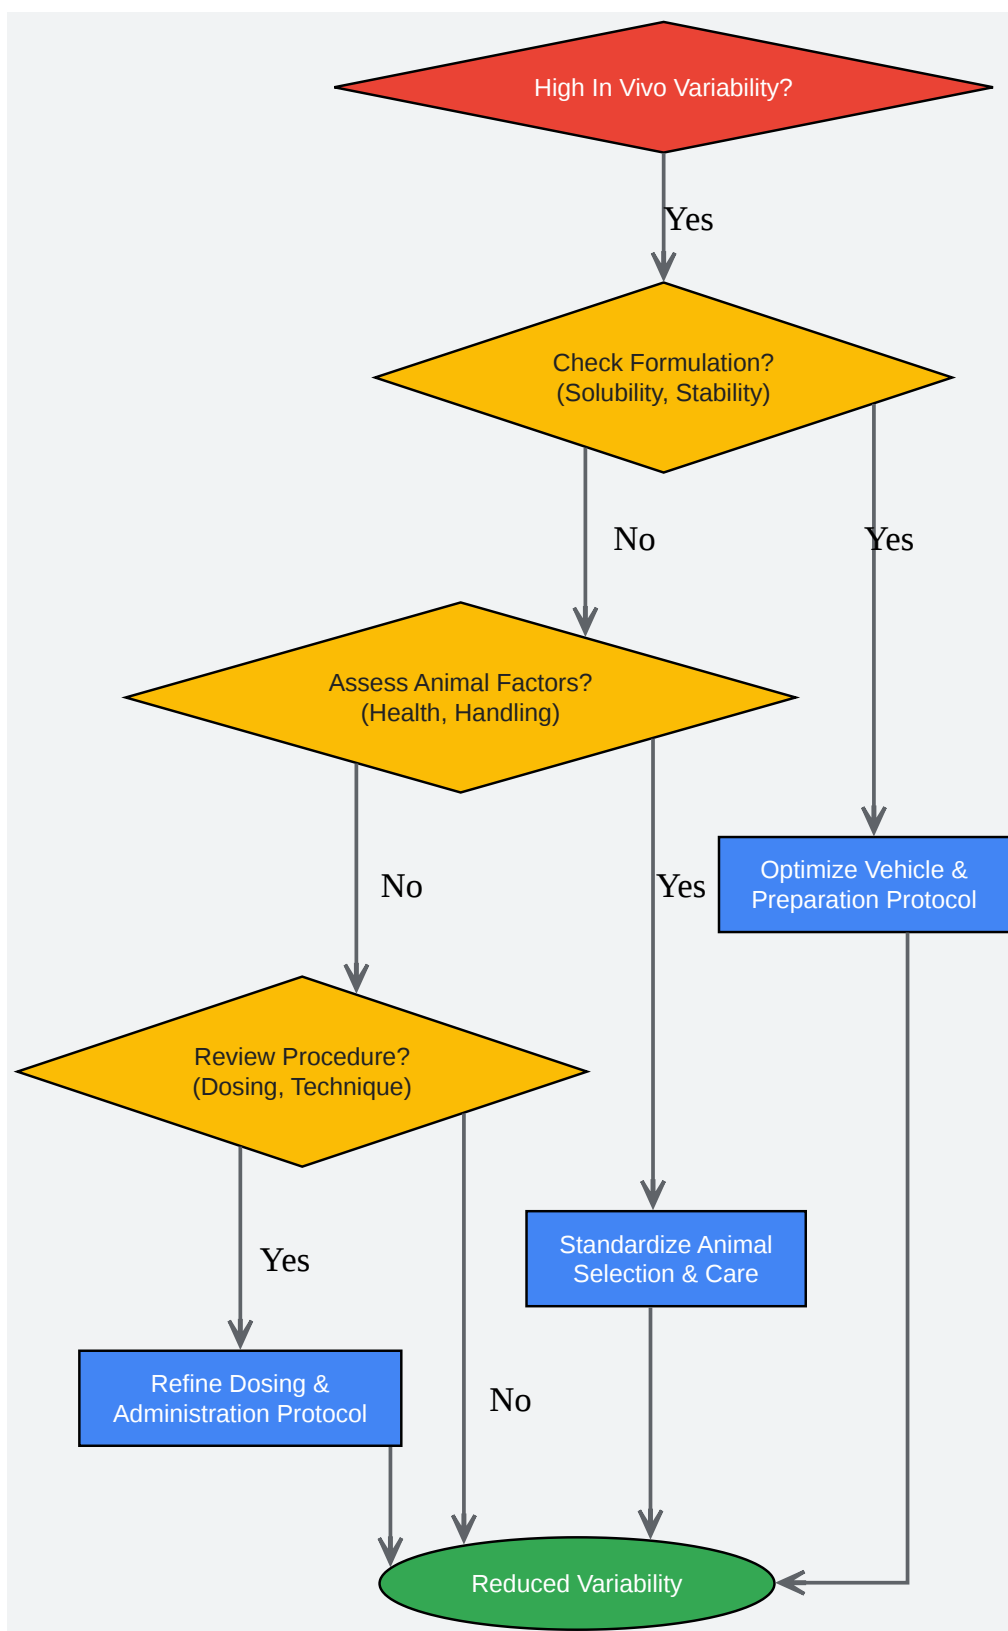 High In Vivo Variability?
Yes
Check Formulation?
(Solubility, Stability)
No
Yes
Assess Animal Factors?
(Health, Handling)
Optimize Vehicle &
Preparation Protocol
No
Yes
Review Procedure?
(Dosing, Technique)
Standardize Animal
Selection & Care
Yes
Refine Dosing &
Administration Protocol
No
Reduced Variability